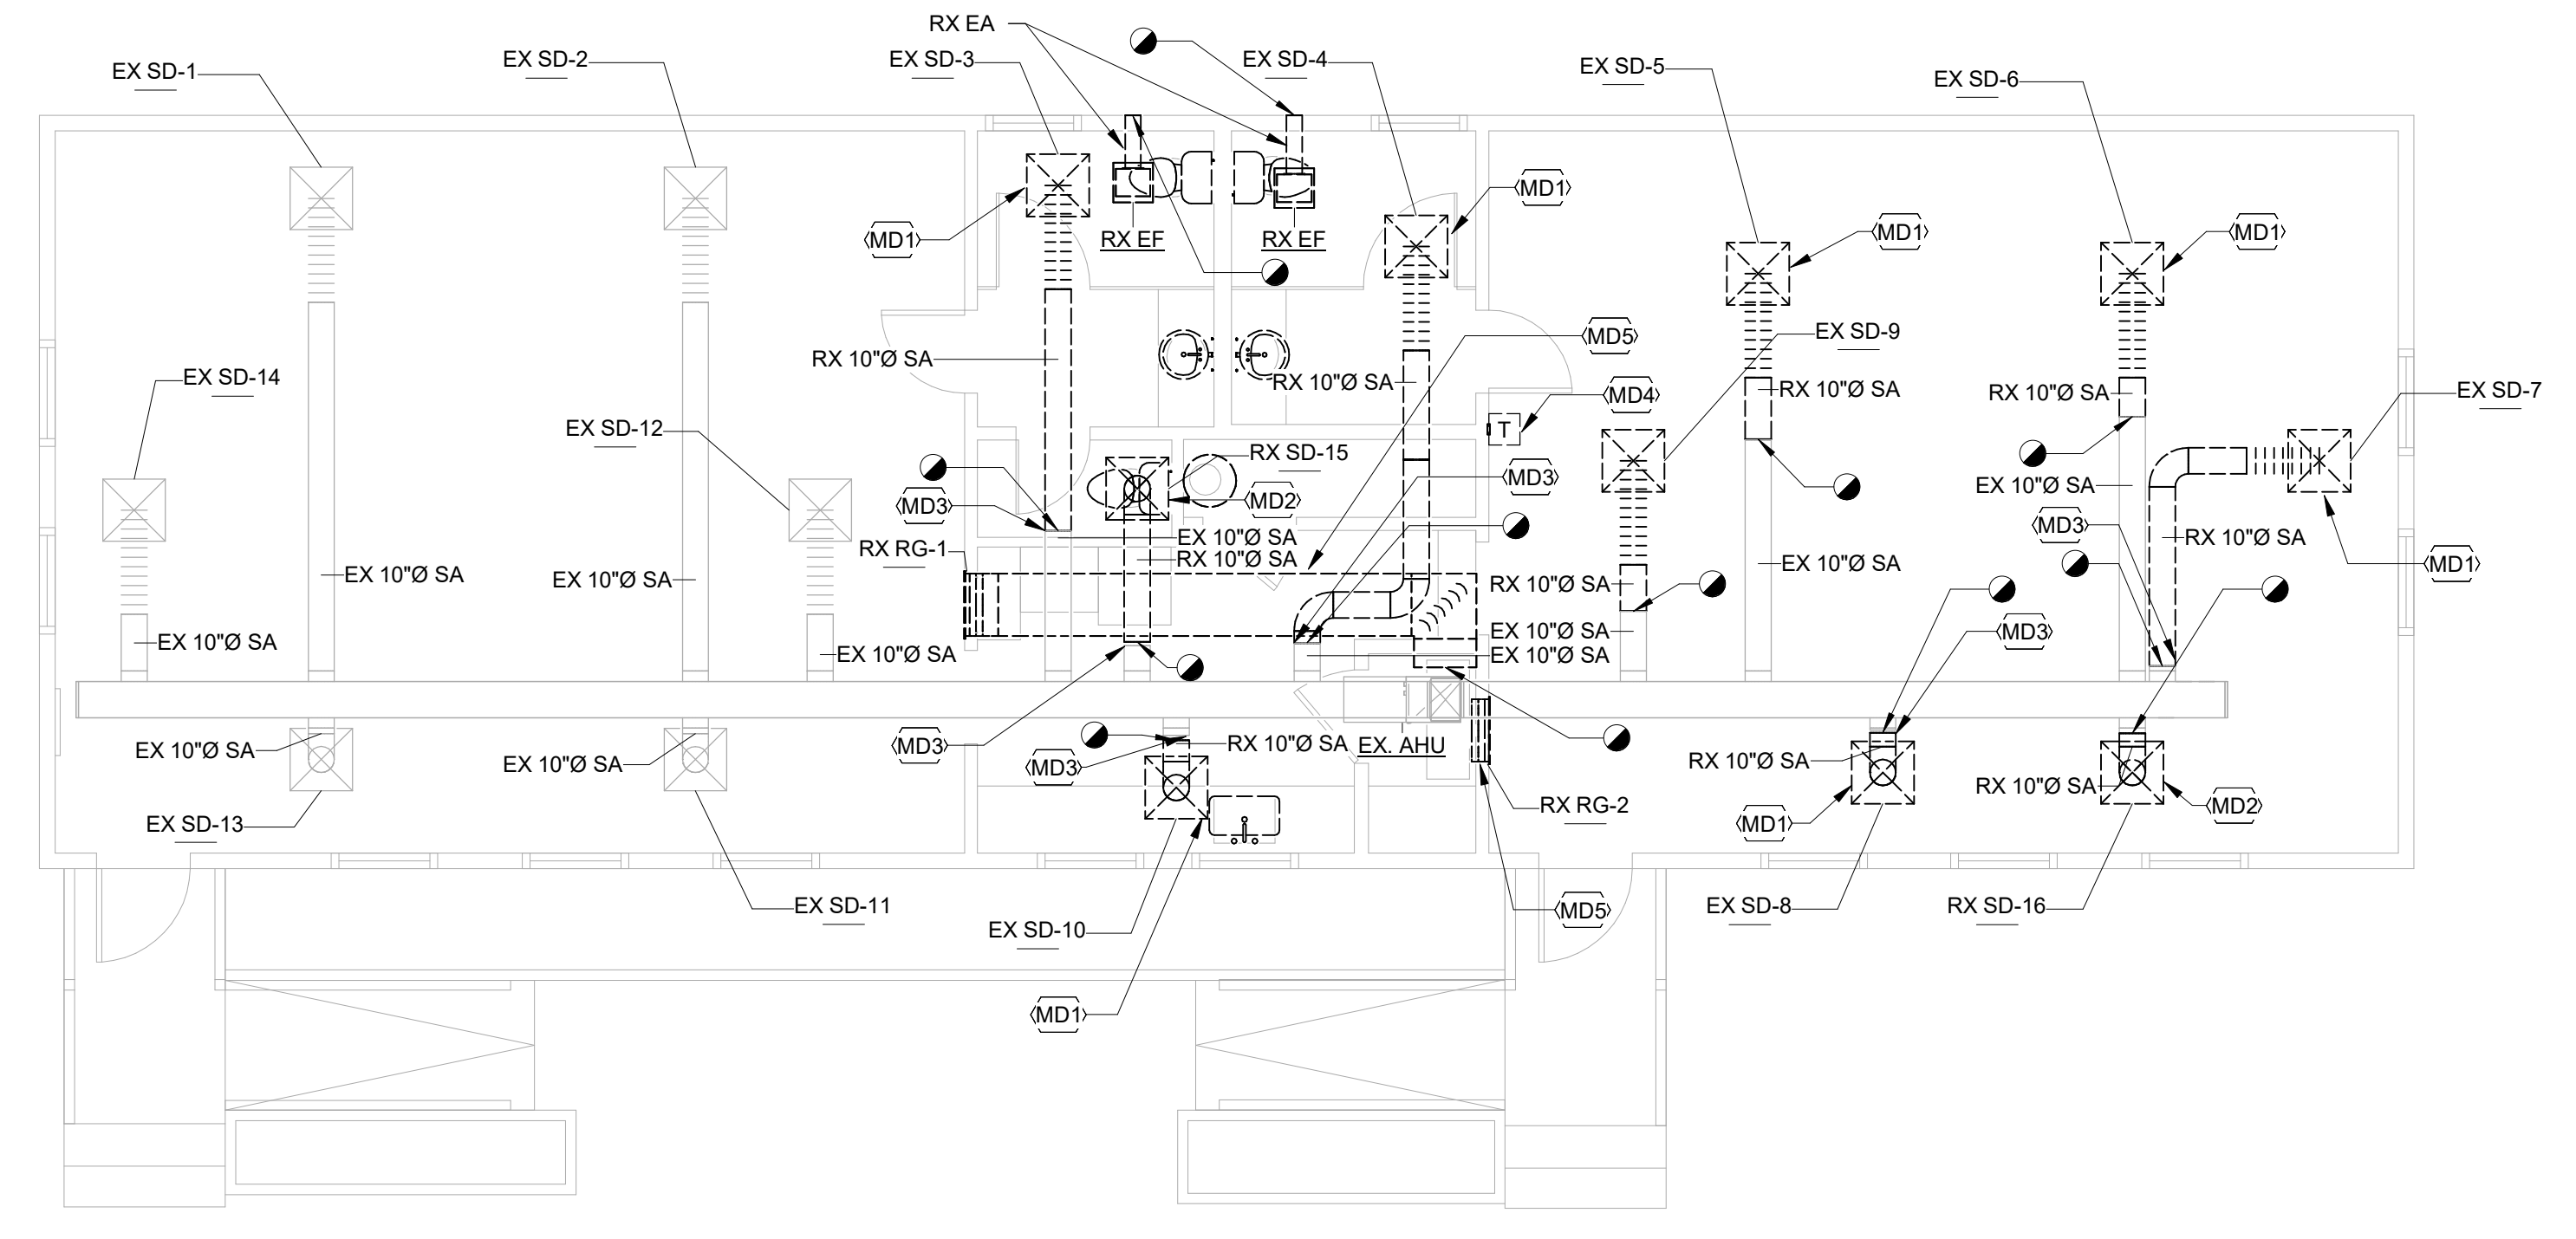 RX EA
EX SD-1
EX SD-2
EX SD-3
EX SD-4
EX SD-5
EX SD-6
MD1
MD1
MD1
MD1
RX EF
RX EF
EX SD-9
MD5
RX 10"Ø SA
EX SD-14
RX 10"Ø SA
RX 10"Ø SA
RX 10"Ø SA
EX SD-7
MD4
EX SD-12
T
RX SD-15
MD3
MD2
MD3
EX 10"Ø SA
MD3
EX 10"Ø SA
RX 10"Ø SA
RX RG-1
RX 10"Ø SA
EX 10"Ø SA
MD1
EX 10"Ø SA
EX 10"Ø SA
RX 10"Ø SA
EX 10"Ø SA
MD3
EX 10"Ø SA
EX 10"Ø SA
EX 10"Ø SA
MD3
RX 10"Ø SA
EX. AHU
EX 10"Ø SA
EX 10"Ø SA
MD3
RX 10"Ø SA
RX 10"Ø SA
RX RG-2
MD2
EX SD-13
MD1
EX SD-11
MD5
EX SD-8
RX SD-16
EX SD-10
MD1